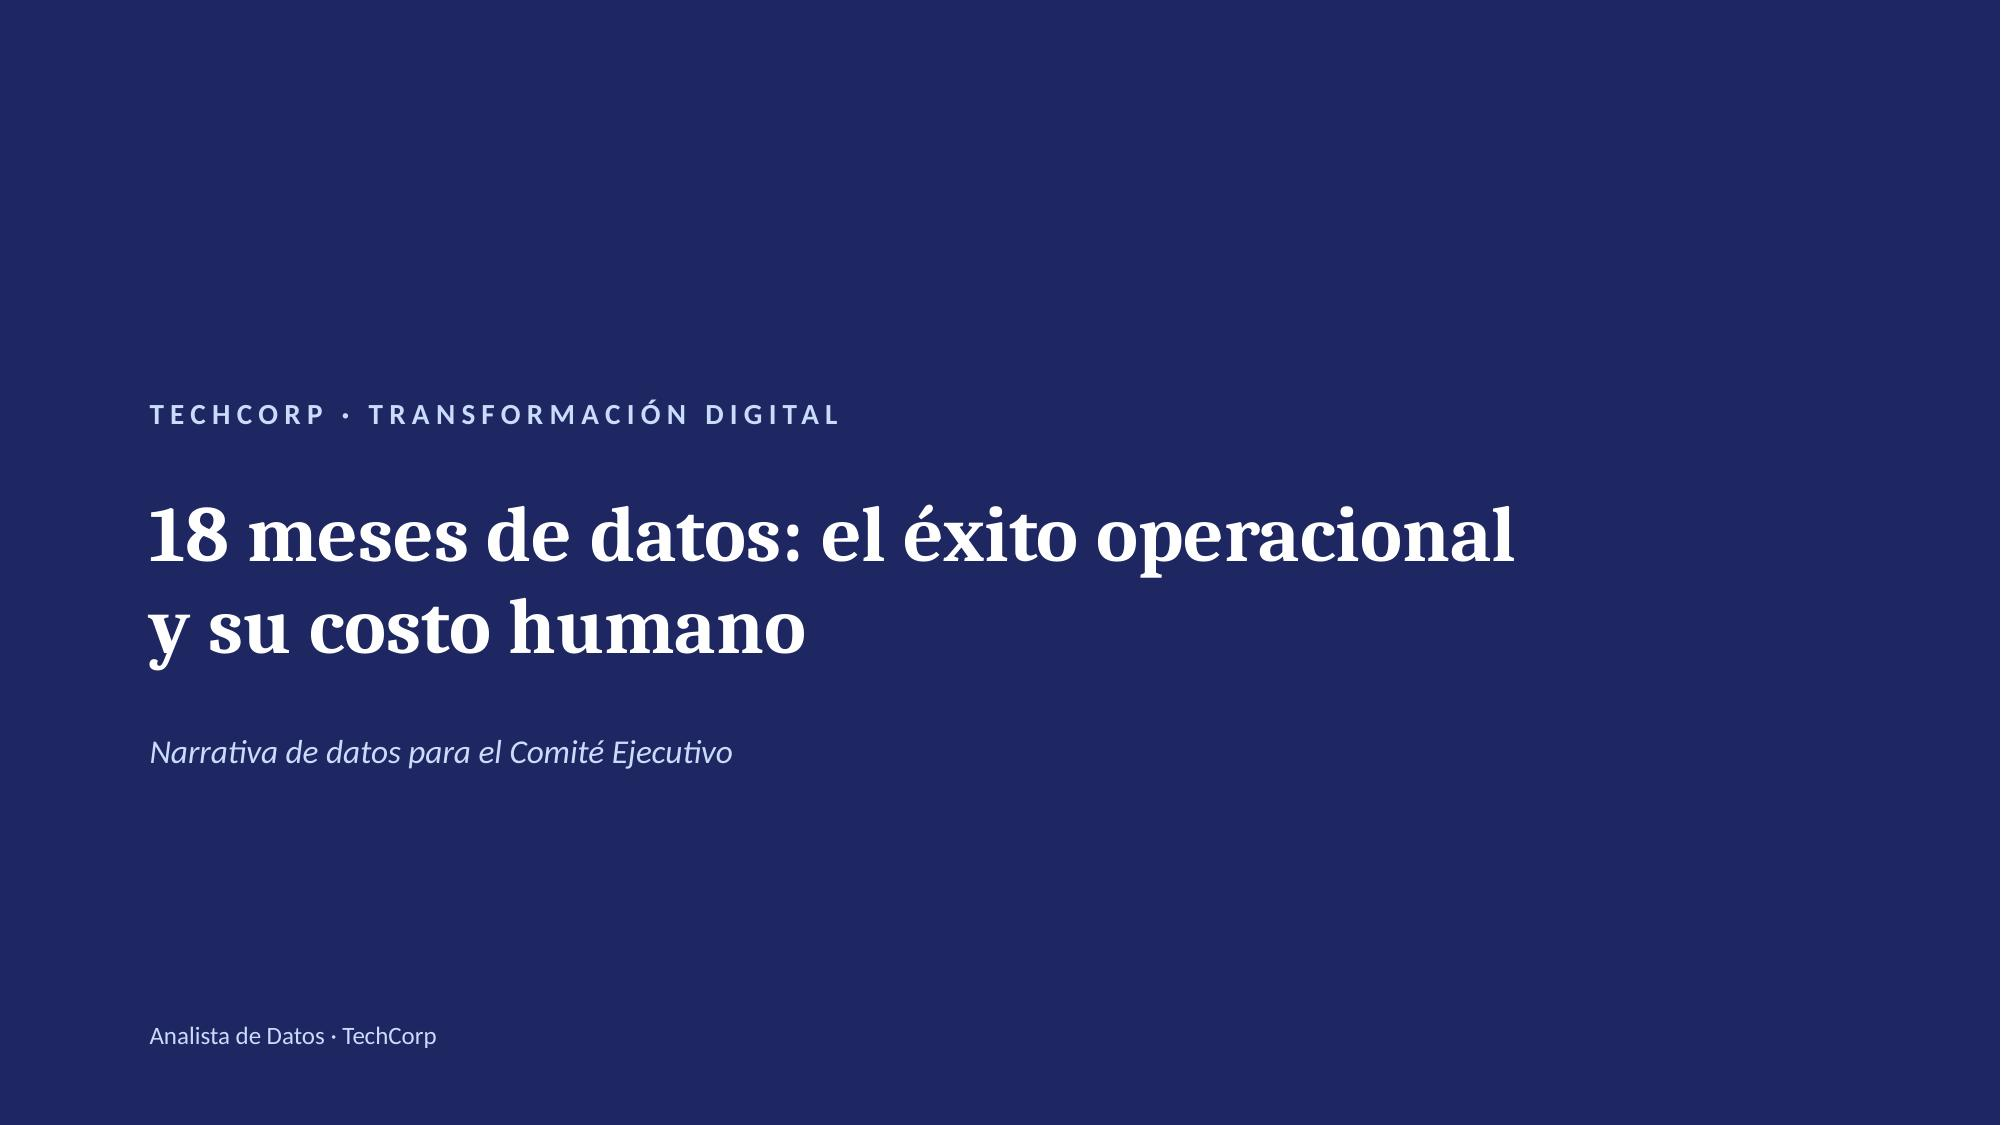 TECHCORP · TRANSFORMACIÓN DIGITAL
18 meses de datos: el éxito operacional
y su costo humano
Narrativa de datos para el Comité Ejecutivo
Analista de Datos · TechCorp